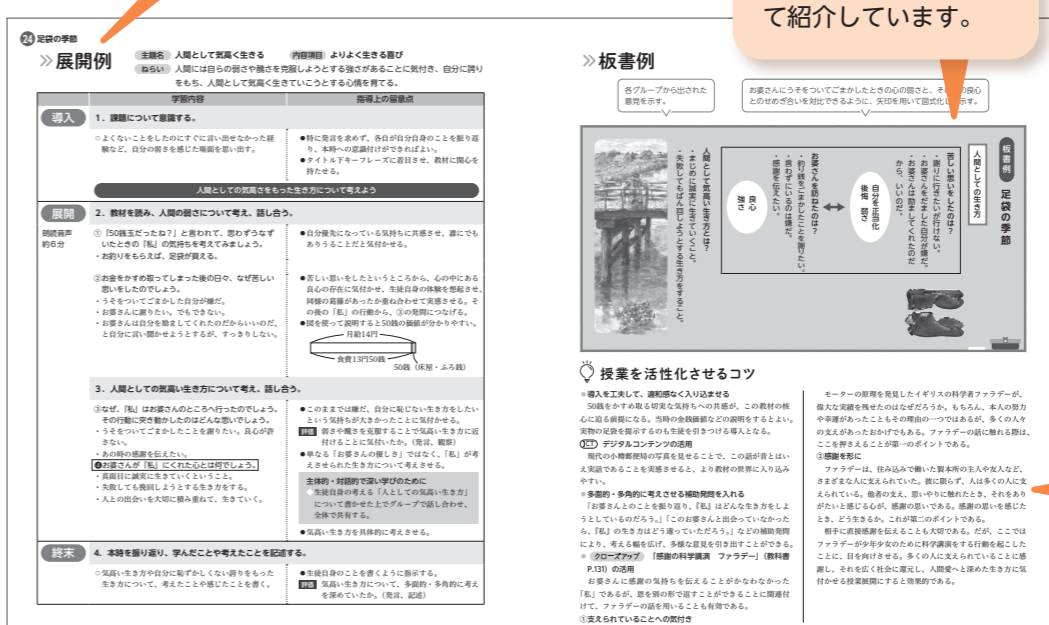 て紹介しています。
24 足袋の季節
展開例
主題名 人間として気高く生きる 内容項目 よりよく生きる喜び
ねらい 人間には自らの弱さや醜さを克服しようとする強さがあることに気付き、自分に誇り
をもち、人間として気高く生きていこうとする心情を育てる。
学習内容
指導上の留意点
導入
1．課題について意識する。
○よくないことをしたのにすぐに言い出せなかった経
験など、自分の弱さを感じた場面を思い出す。
●特に発言を求めず、各自が自分自身のことを振り返
り、本時への意識付けができればよい。
●タイトル下キーフレーズに着目させ、教材に関心を
持たせる。
人間としての気高さをもった生き方について考えよう
展開
朗読音声
約６分
2．教材を読み、人間の弱さについて考え、話し合う。
①「50銭玉だったね？」と言われて、思わずうなず
いたときの「私」の気持ちを考えてみましょう。
・お釣りをもらえば、足袋が買える。
●自分優先になっている気持ちに共感させ、誰にでも
ありうることだと気付かせる。
②お金をかすめ取ってしまった後の日々、なぜ苦しい
思いをしたのでしょう。
・うそをついてごまかした自分が嫌だ。
・お婆さんに謝りたい。でもできない。
・お婆さんは自分を励ましてくれたのだからいいのだ、
と自分に言い聞かせようとするが、すっきりしない。
●苦しい思いをしたというところから、心の中にある
良心の存在に気付かせ、生徒自身の体験を想起させ、
同様の葛藤があったか重ね合わせて実感させる。そ
の後の「私」の行動から、③の発問につなげる。
●図を使って説明すると50銭の価値が分かりやすい。
月給14円
食費13円50銭
50銭（床屋・ふろ銭）
3．人間としての気高い生き方について考え、話し合う。
③なぜ、『私』はお婆さんのところへ行ったのでしょう。
その行動に突き動かしたのはどんな思いでしょう。
・うそをついてごまかしたことを謝りたい。良心が許
さない。
・あの時の感謝を伝えたい。
❹お婆さんが『私』にくれた心とは何でしょう。
・真面目に誠実に生きていくということ。
・失敗しても挽回しようとする生き方をする。
・人との出会いを大切に積み重ねて、生きていく。
●このままでは嫌だ、自分に恥じない生き方をしたい
という気持ちが大きかったことに気付かせる。
評価 弱さや醜さを克服することで気高い生き方に近
付けることに気付いたか。（発言、観察）
●単なる「お婆さんの優しさ」ではなく、「私」が考
えさせられた生き方について考えさせる。
主体的・対話的で深い学びのために
生徒自身の考える「人としての気高い生き方」
について書かせた上でグループで話し合わせ、
全体で共有する。
●気高い生き方を具体的に考えさせる。
終末
4．本時を振り返り、学んだことや考えたことを記述する。
○気高い生き方や自分に恥ずかしくない誇りをもった
生き方について、考えたことや感じたことを書く。
●生徒自身のことを書くように指示する。
評価 気高い生き方について、多面的・多角的に考え
を深めていたか。（発言、記述）
板書例
各グループから出された
意見を示す。
お婆さんにうそをついてごまかしたときの心の弱さと、その
とのせめぎ合いを対比できるように、矢印を用いて図式化し
板書例 足袋の季節
人間としての生き方
苦しい思いをしたのは？
・謝りに行きたいが行けない。
・お婆さんをだました自分が嫌だ。
・お婆さんは励ましてくれたのだ
から、いいのだ。
自分を正当化
後悔 弱さ
お婆さんを訪ねたのは？
・釣り銭をごまかしたことを謝りたい。
・言わずにいるのは嫌だ。
・感謝を伝えたい。
良心
強さ
人間として気高い生き方とは？
・まじめに誠実に生きていくこと。
・失敗してもばん回しようとする生き方をすること。
授業を活性化させるコツ
＊導入を工夫して、違和感なく入り込ませる
50銭をかすめ取る切実な気持ちへの共感が、この教材の核
心に迫る前提になる。当時の金銭価値などの説明をするとよい。
実物の足袋を提示するのも生徒を引きつける導入となる。
ICT デジタルコンテンツの活用
現代の小樽郵便局の写真を見せることで、この話が昔とはい
え実話であることを実感させると、より教材の世界に入り込み
やすい。
＊多面的・多角的に考えさせる補助発問を入れる
「お婆さんとのことを振り返り、『私』はどんな生き方をしよ
うとしているのだろう。」「このお婆さんと出会っていなかった
ら、『私』の生き方はどう違っていただろう。」などの補助発問
により、考える幅を広げ、多様な意見を引き出すことができる。
＊クローズアップ「感謝の科学講演 ファラデー」（教科書
P.131）の活用
お婆さんに感謝の気持ちを伝えることがかなわなかった
「私」であるが、恩を別の形で返すことができることに関連付
けて、ファラデーの話を用いることも有効である。
①支えられていることへの気付き
モーターの原理を発見したイギリスの科学者ファラデーが、
偉大な実績を残せたのはなぜだろうか。もちろん、本人の努力
や幸運があったこともその理由の一つではあるが、多くの人々
の支えがあったおかげでもある。ファラデーの話に触れる際は、
ここを押さえることが第一のポイントである。
②感謝を形に
ファラデーは、住み込みで働いた製本所の主人や友人など、
さまざまな人に支えられていた。彼に限らず、人は多くの人に支
えられている。他者の支え、思いやりに触れたとき、それをあり
がたいと感じる心が、感謝の思いである。感謝の思いを感じた
とき、どう生きるか。これが第二のポイントである。
相手に直接感謝を伝えることも大切である。だが、ここでは
ファラデーが青年少女のために科学講演をする行動を起こした
ことに、目を向けさせる。多くの人に支えられていることに感
謝し、それを広く社会に還元し、人間愛へと深めた生き方に気
付かせる授業展開にすると効果的である。